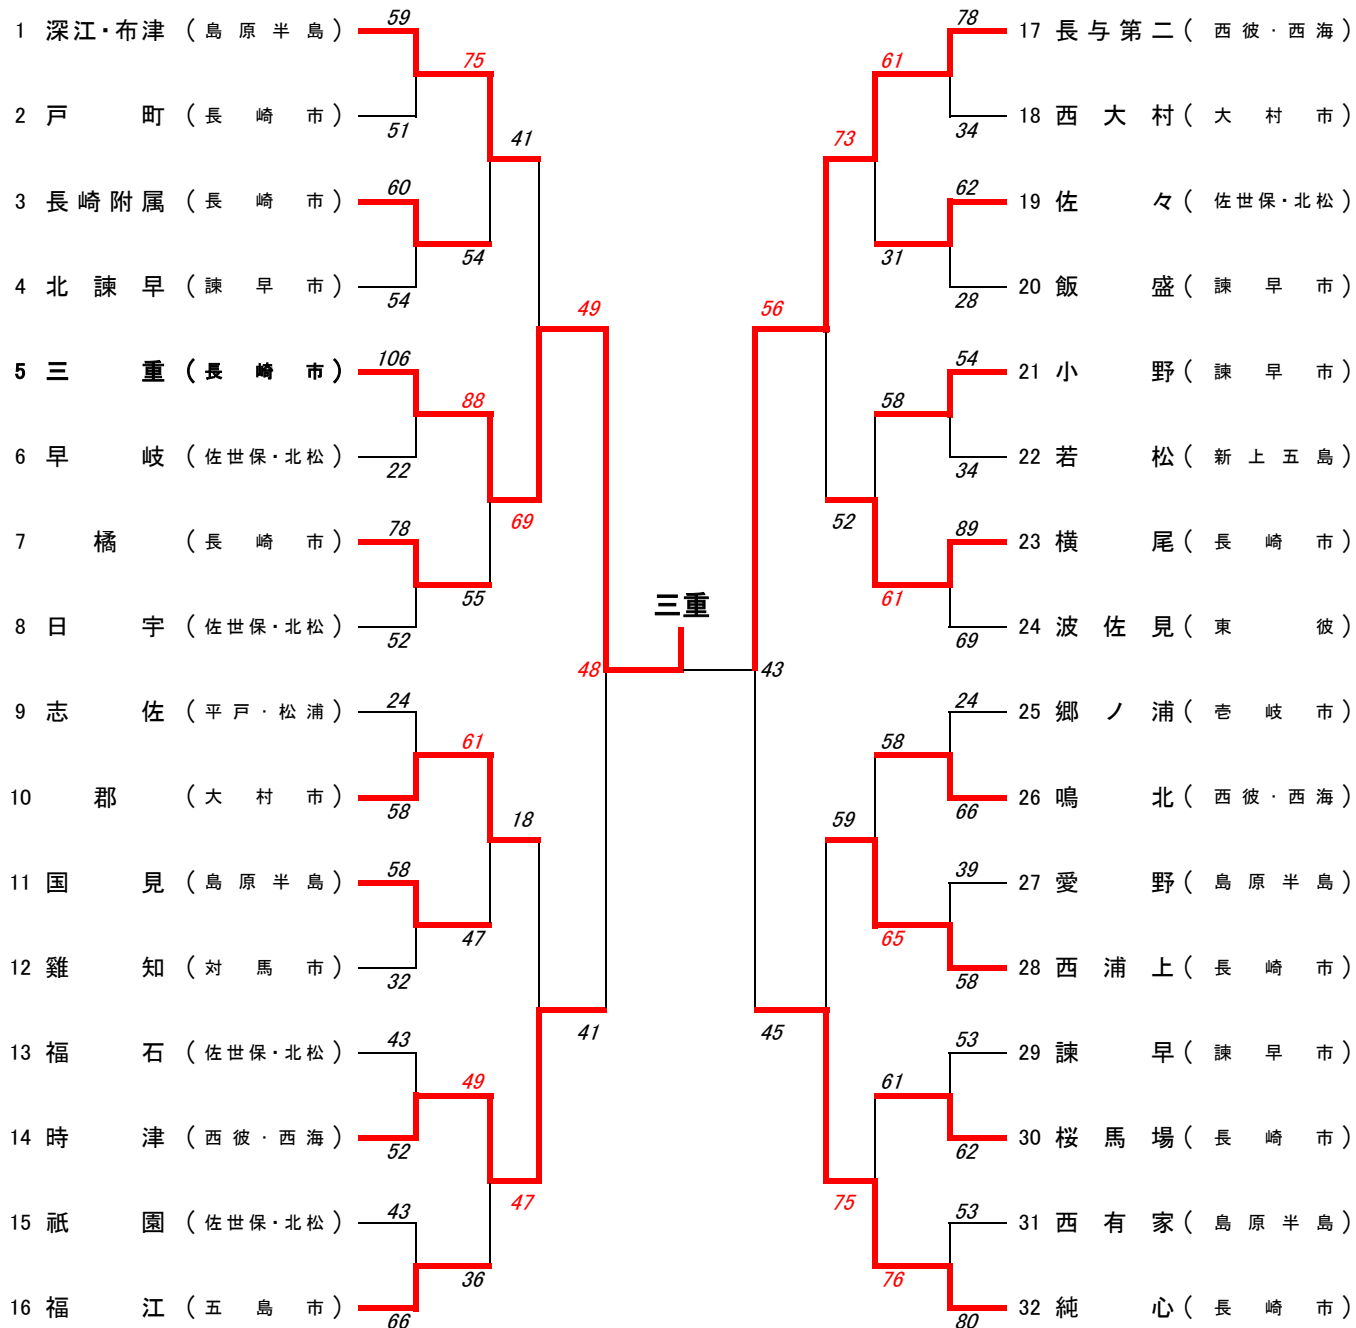 1 深江・布津 (島原半島) 59
75
2 戸町 (長崎市) 51
41
3 長崎附属 (長崎市) 60
54
4 北諫早 (諫早市) 54
49
5 三重 (長崎市) 106
88
6 早岐 (佐世保・北松) 22
69
7 橘 (長崎市) 78
55
8 日宇 (佐世保・北松) 52
三重
48
9 志佐 (平戸・松浦) 24
61
10 郡 (大村市) 58
18
11 国見 (島原半島) 58
47
12 雞知 (対馬市) 32
41
13 福石 (佐世保・北松) 43
49
14 時津 (西彼・西海) 52
47
15 祇園 (佐世保・北松) 43
36
16 福江 (五島市) 66
78 17 長与第二 (西彼・西海)
61
34 18 西大村 (大村市)
73
62 19 佐々 (佐世保・北松)
31
28 20 飯盛 (諫早市)
56
54 21 小野 (諫早市)
58
34 22 若松 (新上五島)
52
89 23 横尾 (長崎市)
61
69 24 波佐見 (東彼)
43
24 25 郷ノ浦 (壱岐市)
58
66 26 鳴北 (西彼・西海)
59
39 27 愛野 (島原半島)
65
58 28 西浦上 (長崎市)
45
53 29 諫早 (諫早市)
61
62 30 桜馬場 (長崎市)
75
53 31 西有家 (島原半島)
76
80 32 純心 (長崎市)